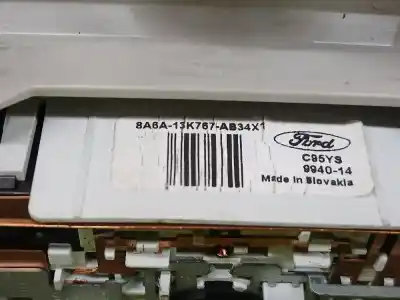 8A6A-13K767-AB34X1
Ford
C95YS
9940-14
Made in Slovakia